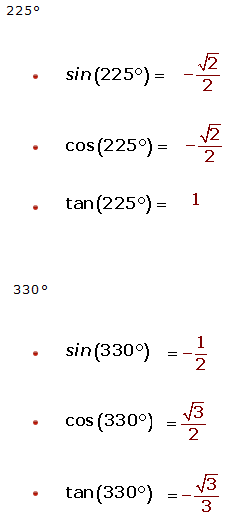 225°
• sin(225°) = -√2/2
• cos(225°) = -√2/2
• tan(225°) = 1
330°
• sin(330°) = -1/2
• cos(330°) = √3/2
• tan(330°) = -√3/3